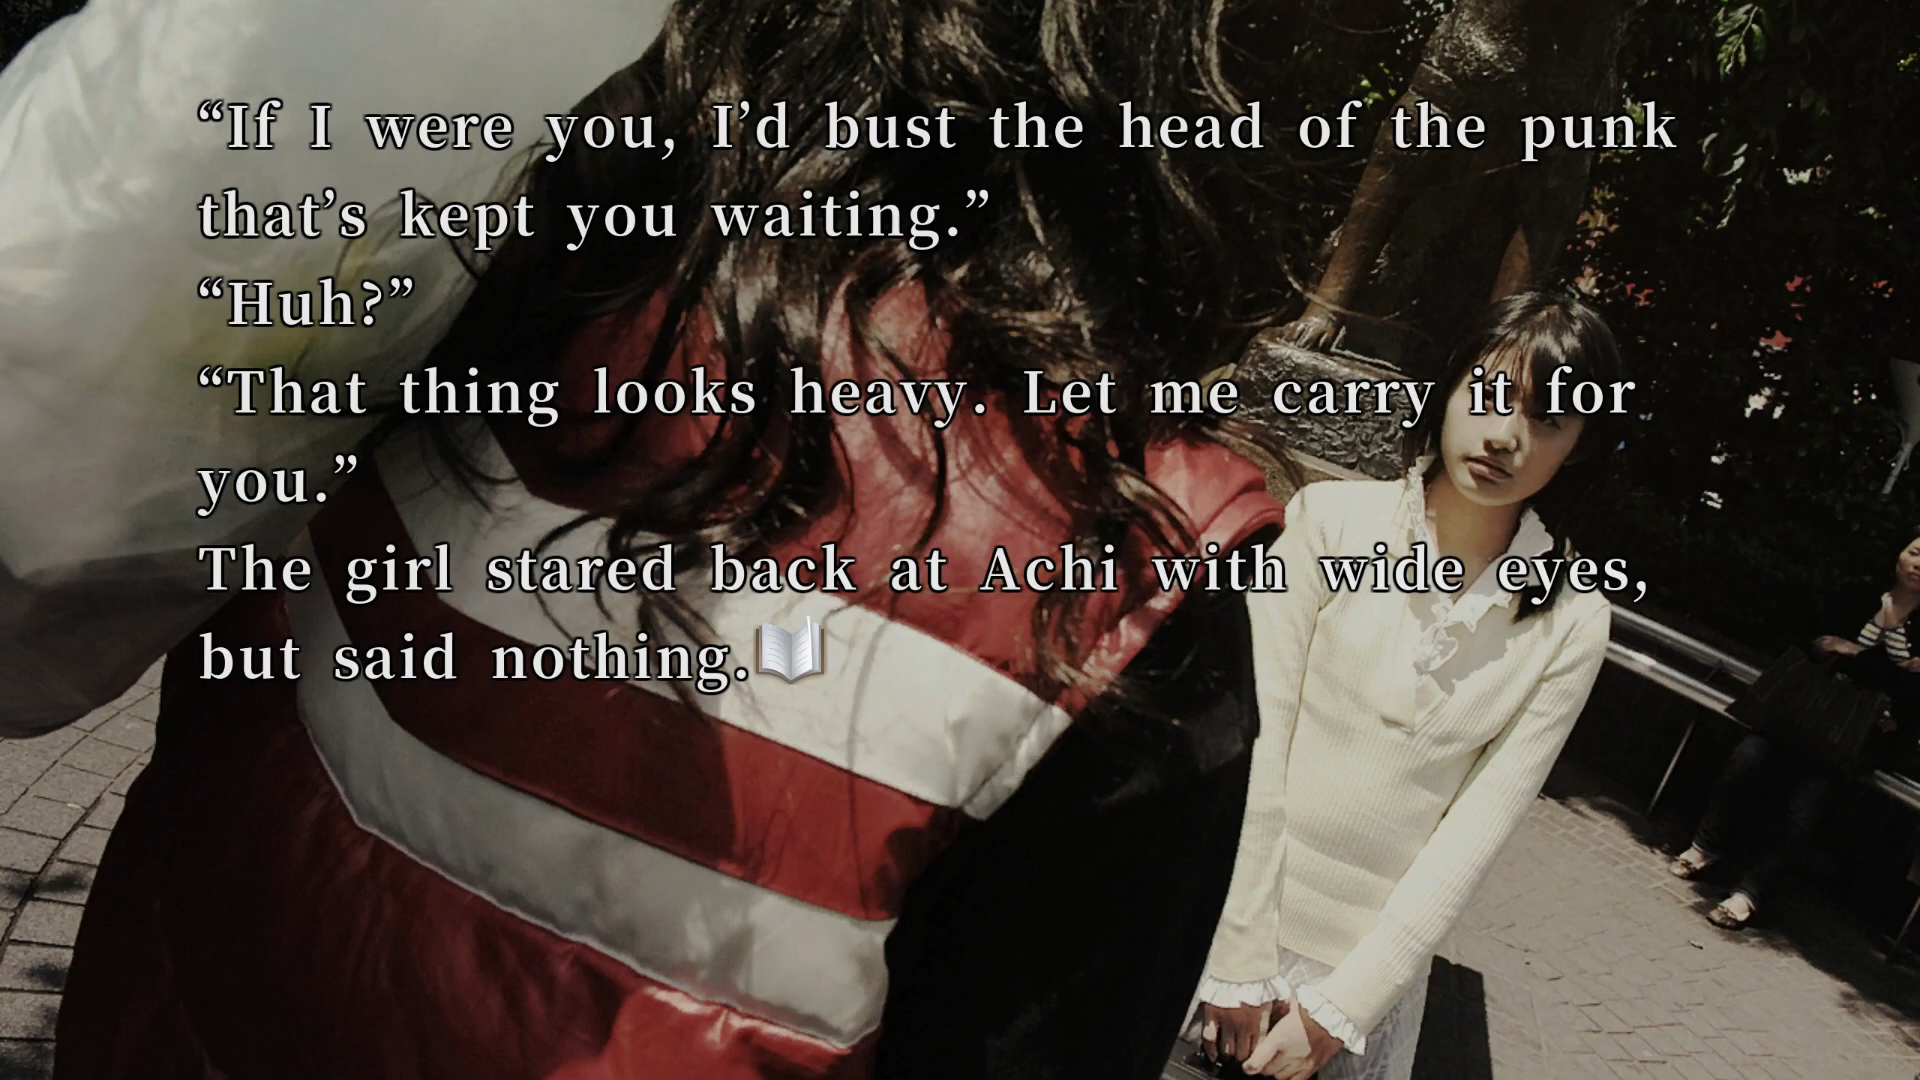 “If I were you, I’d bust the head of the punk
that’s kept you waiting.”
“Huh?”
“That thing looks heavy. Let me carry it for
you.”
The girl stared back at Achi with wide eyes,
but said nothing.